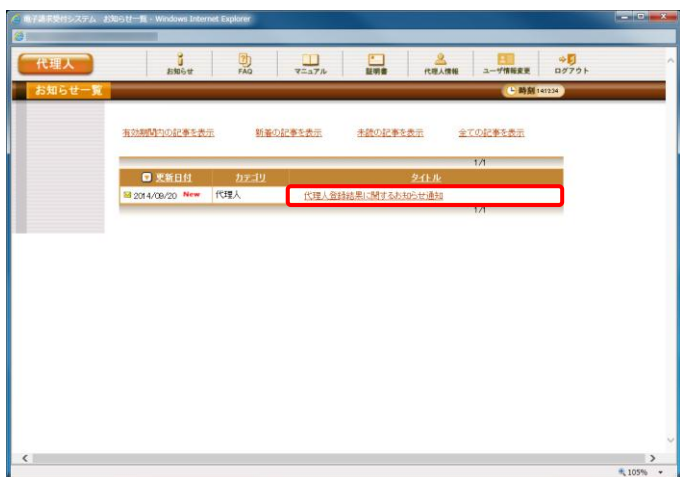 電子請求受付システム お知らせ一覧 - Windows Internet Explorer
代理人
お知らせ FAQ マニュアル 証明書 代理人情報 ユーザ情報変更 ログアウト
お知らせ一覧
時刻 14:13:34
有効期間内の記事を表示 新着の記事を表示 未読の記事を表示 全ての記事を表示
1/1
更新日付 カテゴリ タイトル
2014/09/20 New 代理人 代理人登録結果に関するお知らせ通知
1/1
105%